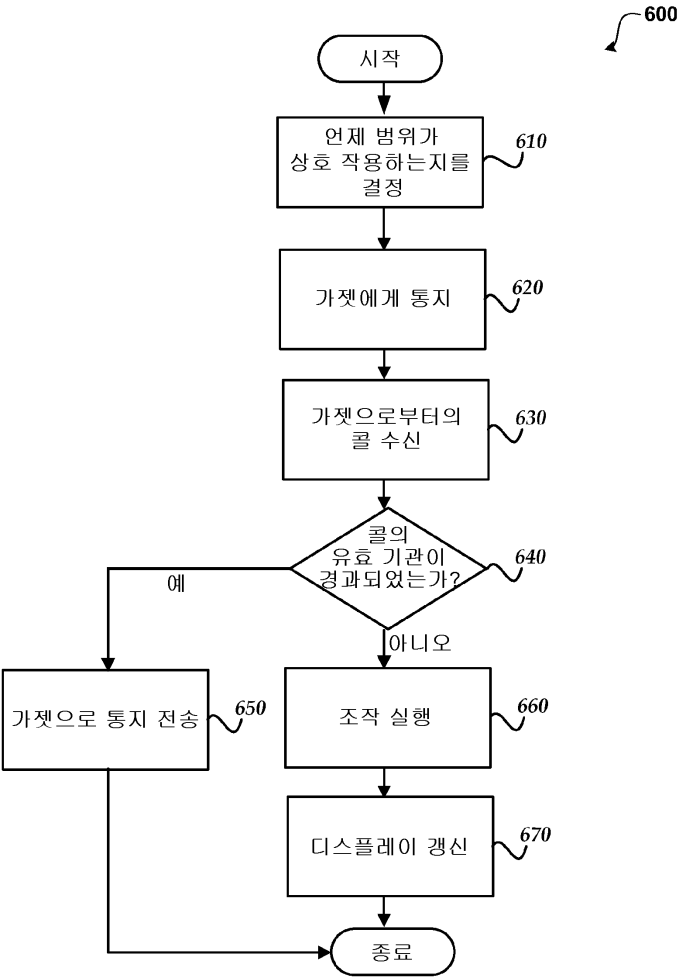 600
시작
언제 범위가
상호 작용하는지를
결정
610
가젯에게 통지
620
가젯으로부터의
콜 수신
630
콜의
유효 기관이
경과되었는가?
640
예
아니오
가젯으로 통지 전송
650
조작 실행
660
디스플레이 갱신
670
종료